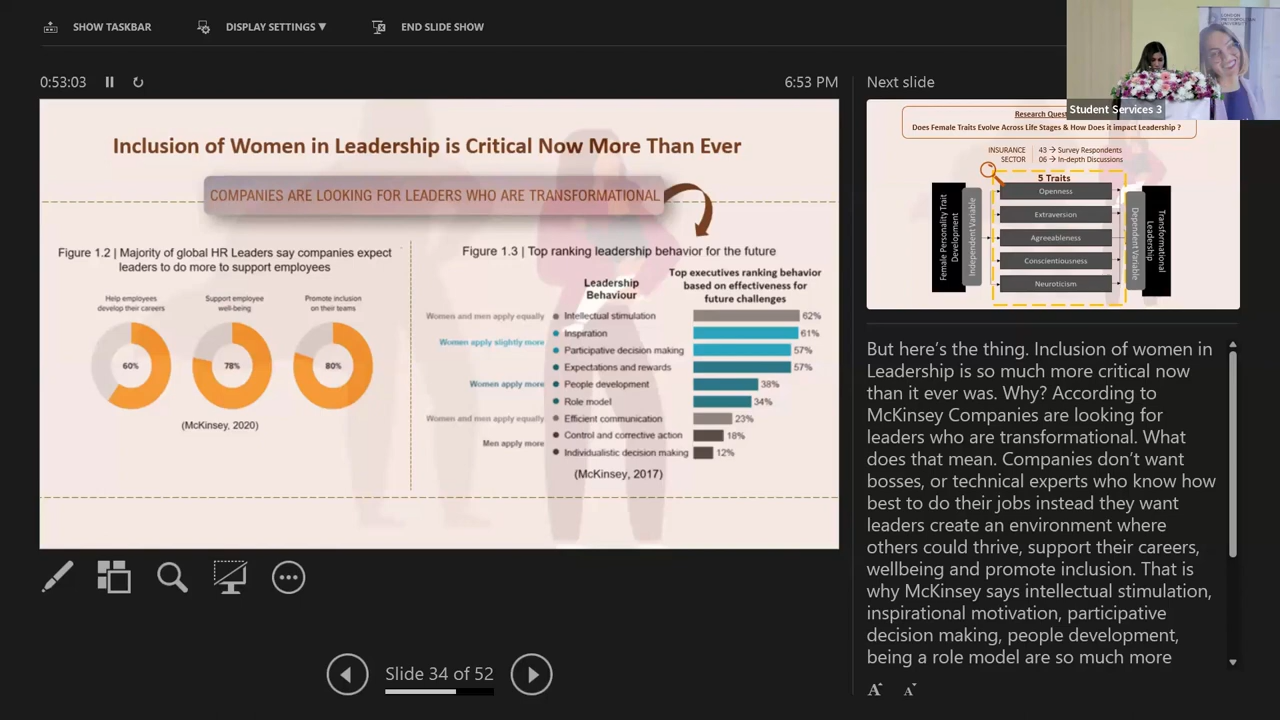 SHOW TASKBAR
DISPLAY SETTINGS ▼
END SLIDE SHOW
0:53:03
6:53 PM
Inclusion of Women in Leadership is Critical Now More Than Ever
COMPANIES ARE LOOKING FOR LEADERS WHO ARE TRANSFORMATIONAL
Figure 1.2 | Majority of global HR Leaders say companies expect
leaders to do more to support employees
Help employees
develop their careers
Support employee
well-being
Promote inclusion
on their teams
60%
78%
80%
(McKinsey, 2020)
Figure 1.3 | Top ranking leadership behavior for the future
Leadership
Behaviour
Top executives ranking behavior
based on effectiveness for
future challenges
Women and men apply equally
Intellectual stimulation
62%
Women apply slightly more
Inspiration
61%
Participative decision making
57%
Expectations and rewards
57%
Women apply more
People development
38%
Role model
34%
Women and men apply equally
Efficient communication
23%
Men apply more
Control and corrective action
18%
Individualistic decision making
12%
(McKinsey, 2017)
Slide 34 of 52
Next slide
LONDON
METROPOLITAN
UNIVERSITY
Student Services 3
Research Quest
Does Female Traits Evolve Across Life Stages & How Does it impact Leadership ?
INSURANCE
SECTOR
43 → Survey Respondents
06 → In-depth Discussions
5 Traits
Female Personality Trait
Development
Independent Variable
Openness
Extraversion
Agreeableness
Conscientiousness
Neuroticism
Dependent Variable
Transformational
Leadership
But here's the thing. Inclusion of women in
Leadership is so much more critical now
than it ever was. Why? According to
McKinsey Companies are looking for
leaders who are transformational. What
does that mean. Companies don't want
bosses, or technical experts who know how
best to do their jobs instead they want
leaders create an environment where
others could thrive, support their careers,
wellbeing and promote inclusion. That is
why McKinsey says intellectual stimulation,
inspirational motivation, participative
decision making, people development,
being a role model are so much more
A A